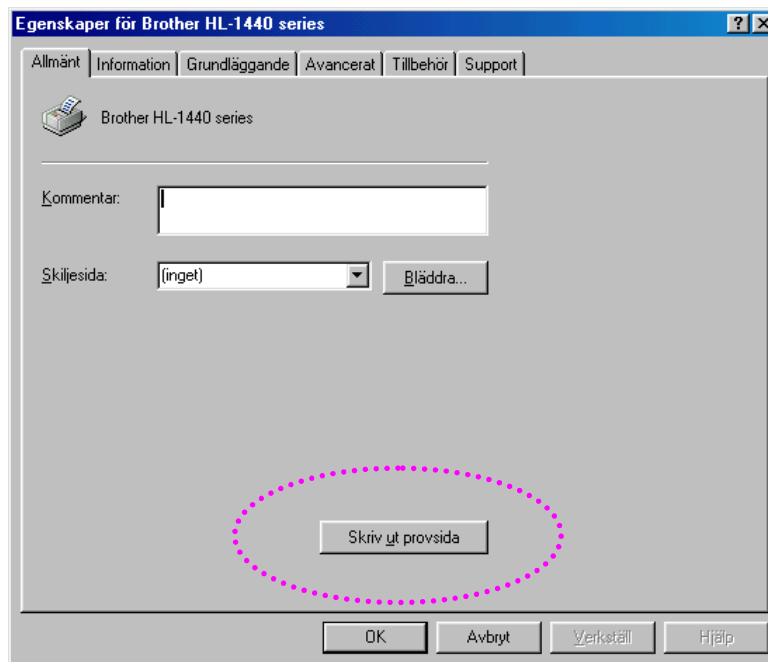 Egenskaper för Brother HL-1440 series
Allmänt Information Grundläggande Avancerat Tillbehör Support
Brother HL-1440 series
Kommentar:
Skiljesida: (inget) Bläddra...
Skriv ut provsida
OK Avbryt Verkställ Hjälp